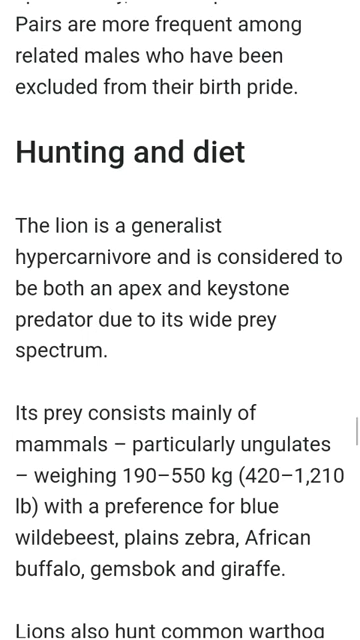 Pairs are more frequent among
related males who have been
excluded from their birth pride.
Hunting and diet
The lion is a generalist
hypercarnivore and is considered to
be both an apex and keystone
predator due to its wide prey
spectrum.
Its prey consists mainly of
mammals – particularly ungulates
– weighing 190–550 kg (420–1,210
lb) with a preference for blue
wildebeest, plains zebra, African
buffalo, gemsbok and giraffe.
Lions also hunt common warthog